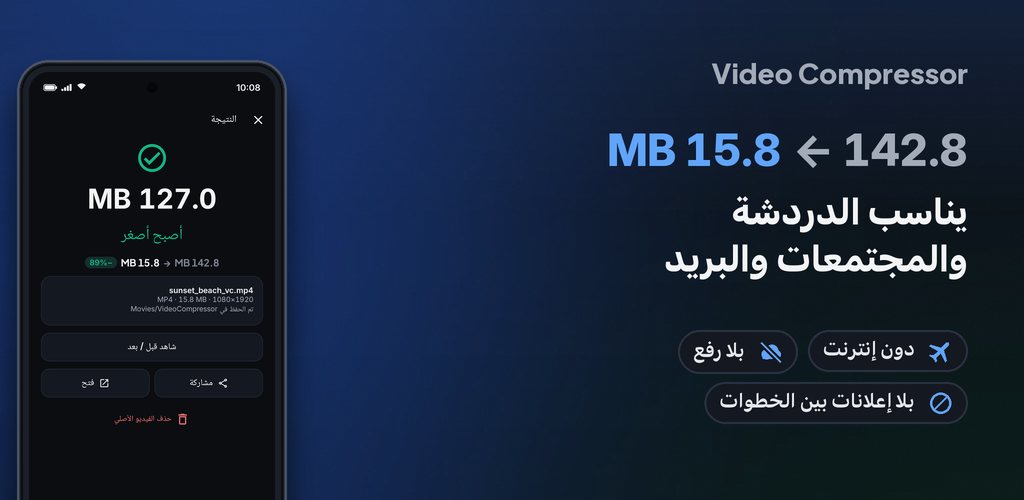 Video Compressor
142.8 ← 15.8 MB
يناسب الدردشة
والمجتمعات والبريد
دون إنترنت
بلا رفع
بلا إعلانات بين الخطوات
10:08
النتيجة
127.0 MB
أصبح أصغر
142.8 MB → 15.8 MB −89%
sunset_beach_vc.mp4
MP4 · 15.8 MB · 1080×1920
تم الحفظ في Movies/VideoCompressor
شاهد قبل / بعد
مشاركة
فتح
حذف الفيديو الأصلي